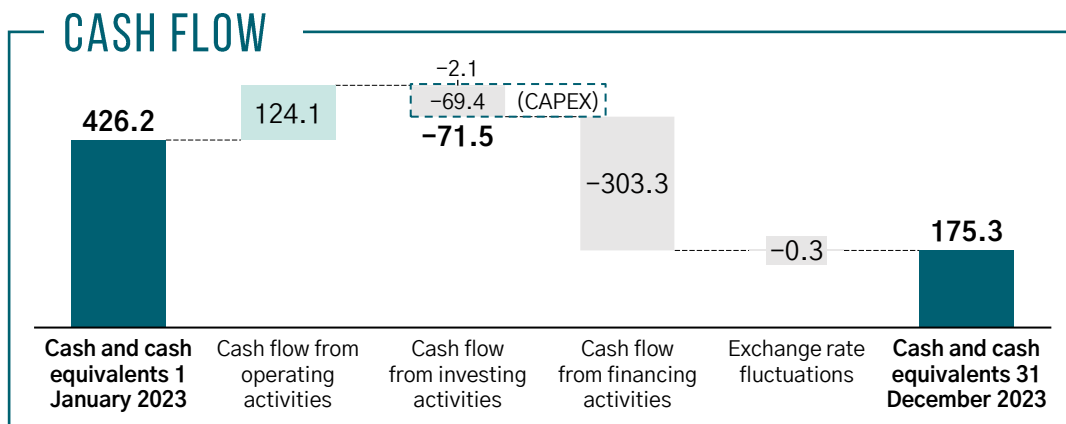 CASH FLOW
−2.1
−69.4 (CAPEX)
426.2
124.1
−71.5
−303.3
175.3
−0.3
Cash and cash
equivalents 1
January 2023
Cash flow from
operating
activities
Cash flow
from investing
activities
Cash flow
from financing
activities
Exchange rate
fluctuations
Cash and cash
equivalents 31
December 2023